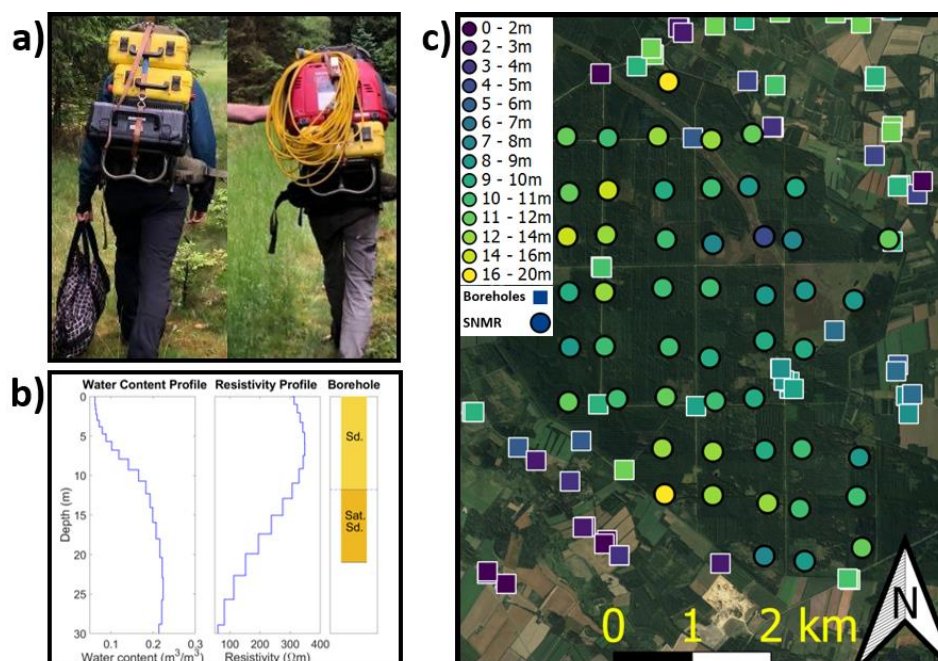 a)
b)
Water Content Profile
Resistivity Profile
Borehole
0
5
10
15
20
25
30
Depth (m)
0.1
0.2
0.3
Water content (m³/m³)
100
200
300
400
Resistivity (Ωm)
Sd.
Sat.
Sd.
c)
0 - 2m
2 - 3m
3 - 4m
4 - 5m
5 - 6m
6 - 7m
7 - 8m
8 - 9m
9 - 10m
10 - 11m
11 - 12m
12 - 14m
14 - 16m
16 - 20m
Boreholes
SNMR
N
0 1 2 km